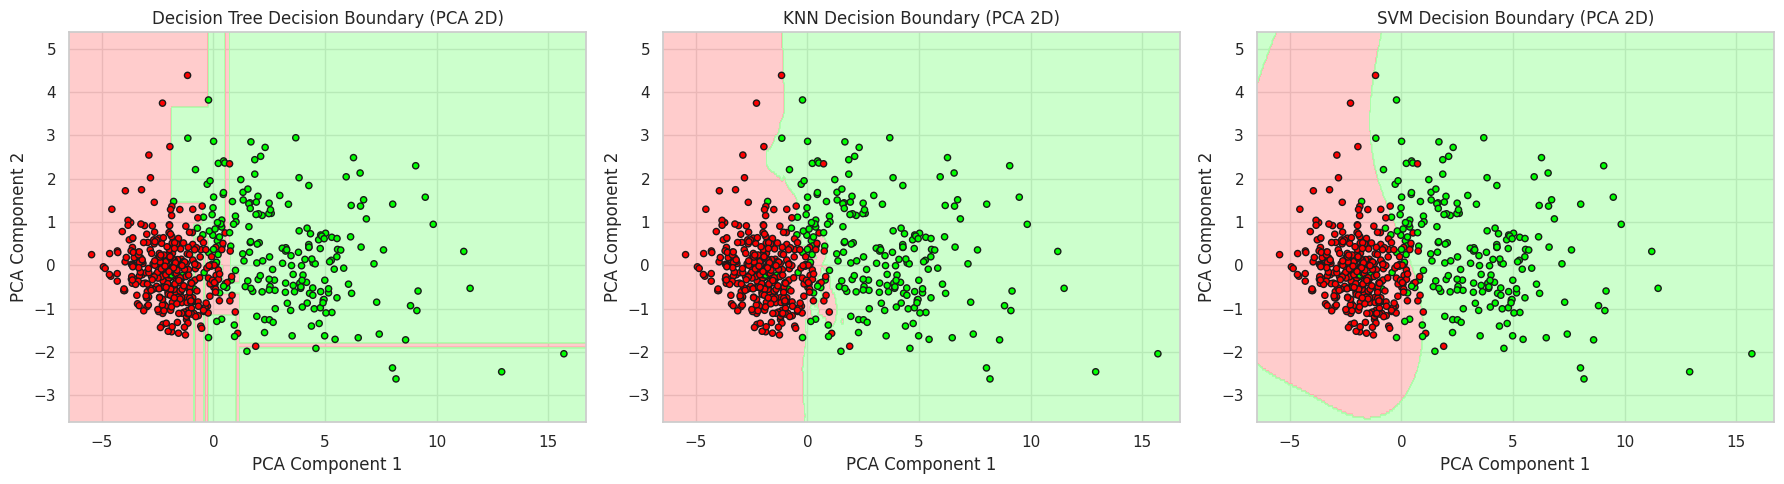 Decision Tree Decision Boundary (PCA 2D)
5
4
3
2
1
0
−1
−2
−3
PCA Component 2
−5 0 5 10 15
PCA Component 1
KNN Decision Boundary (PCA 2D)
5
4
3
2
1
0
−1
−2
−3
PCA Component 2
−5 0 5 10 15
PCA Component 1
SVM Decision Boundary (PCA 2D)
5
4
3
2
1
0
−1
−2
−3
PCA Component 2
−5 0 5 10 15
PCA Component 1